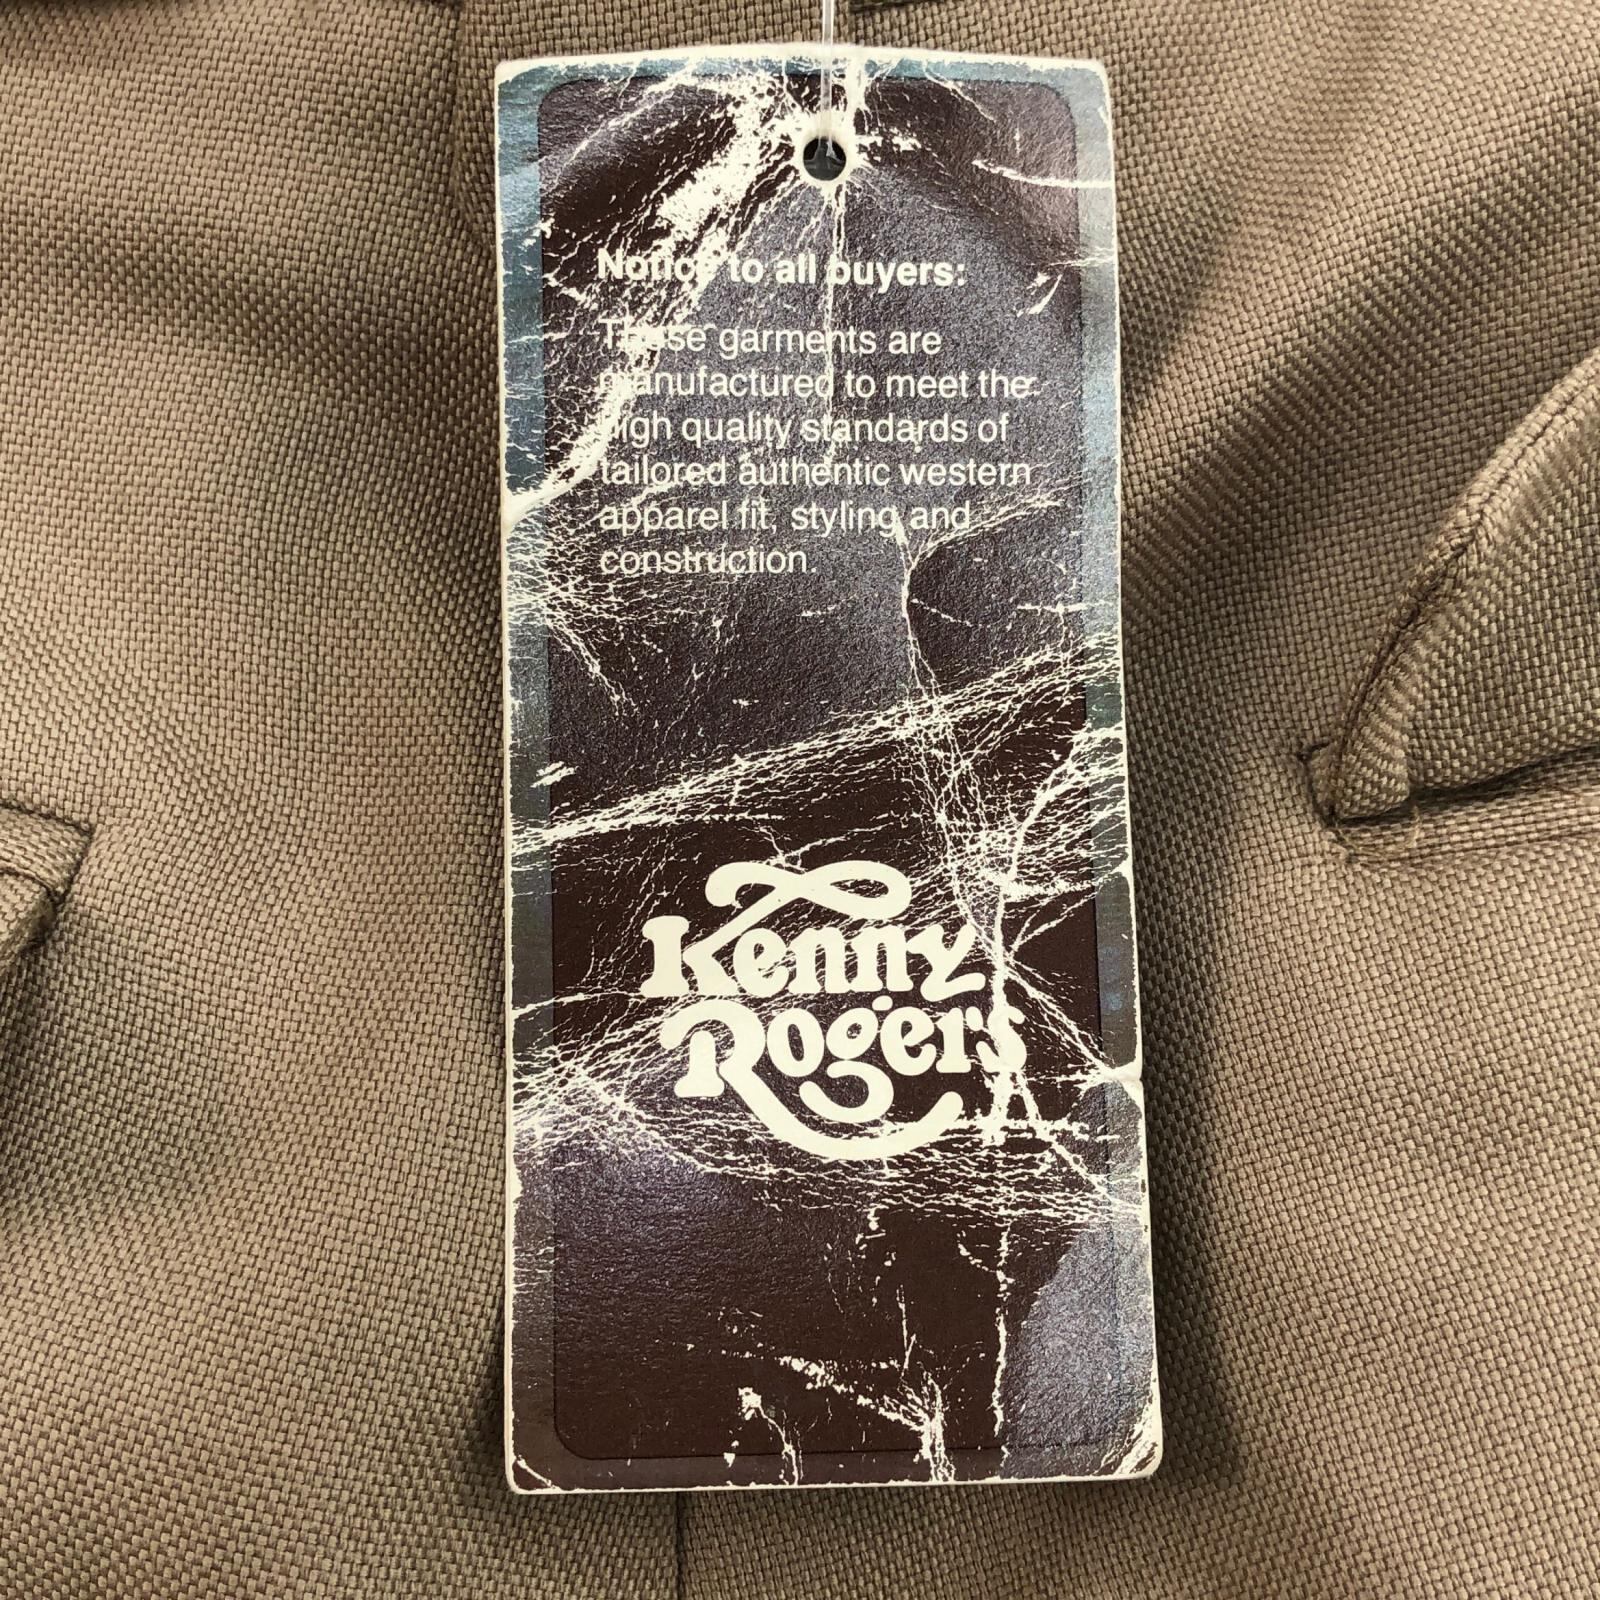 Notice to all buyers:
These garments are
manufactured to meet the
high quality standards of
tailored authentic western
apparel fit, styling and
construction.
Kenny
Rogers